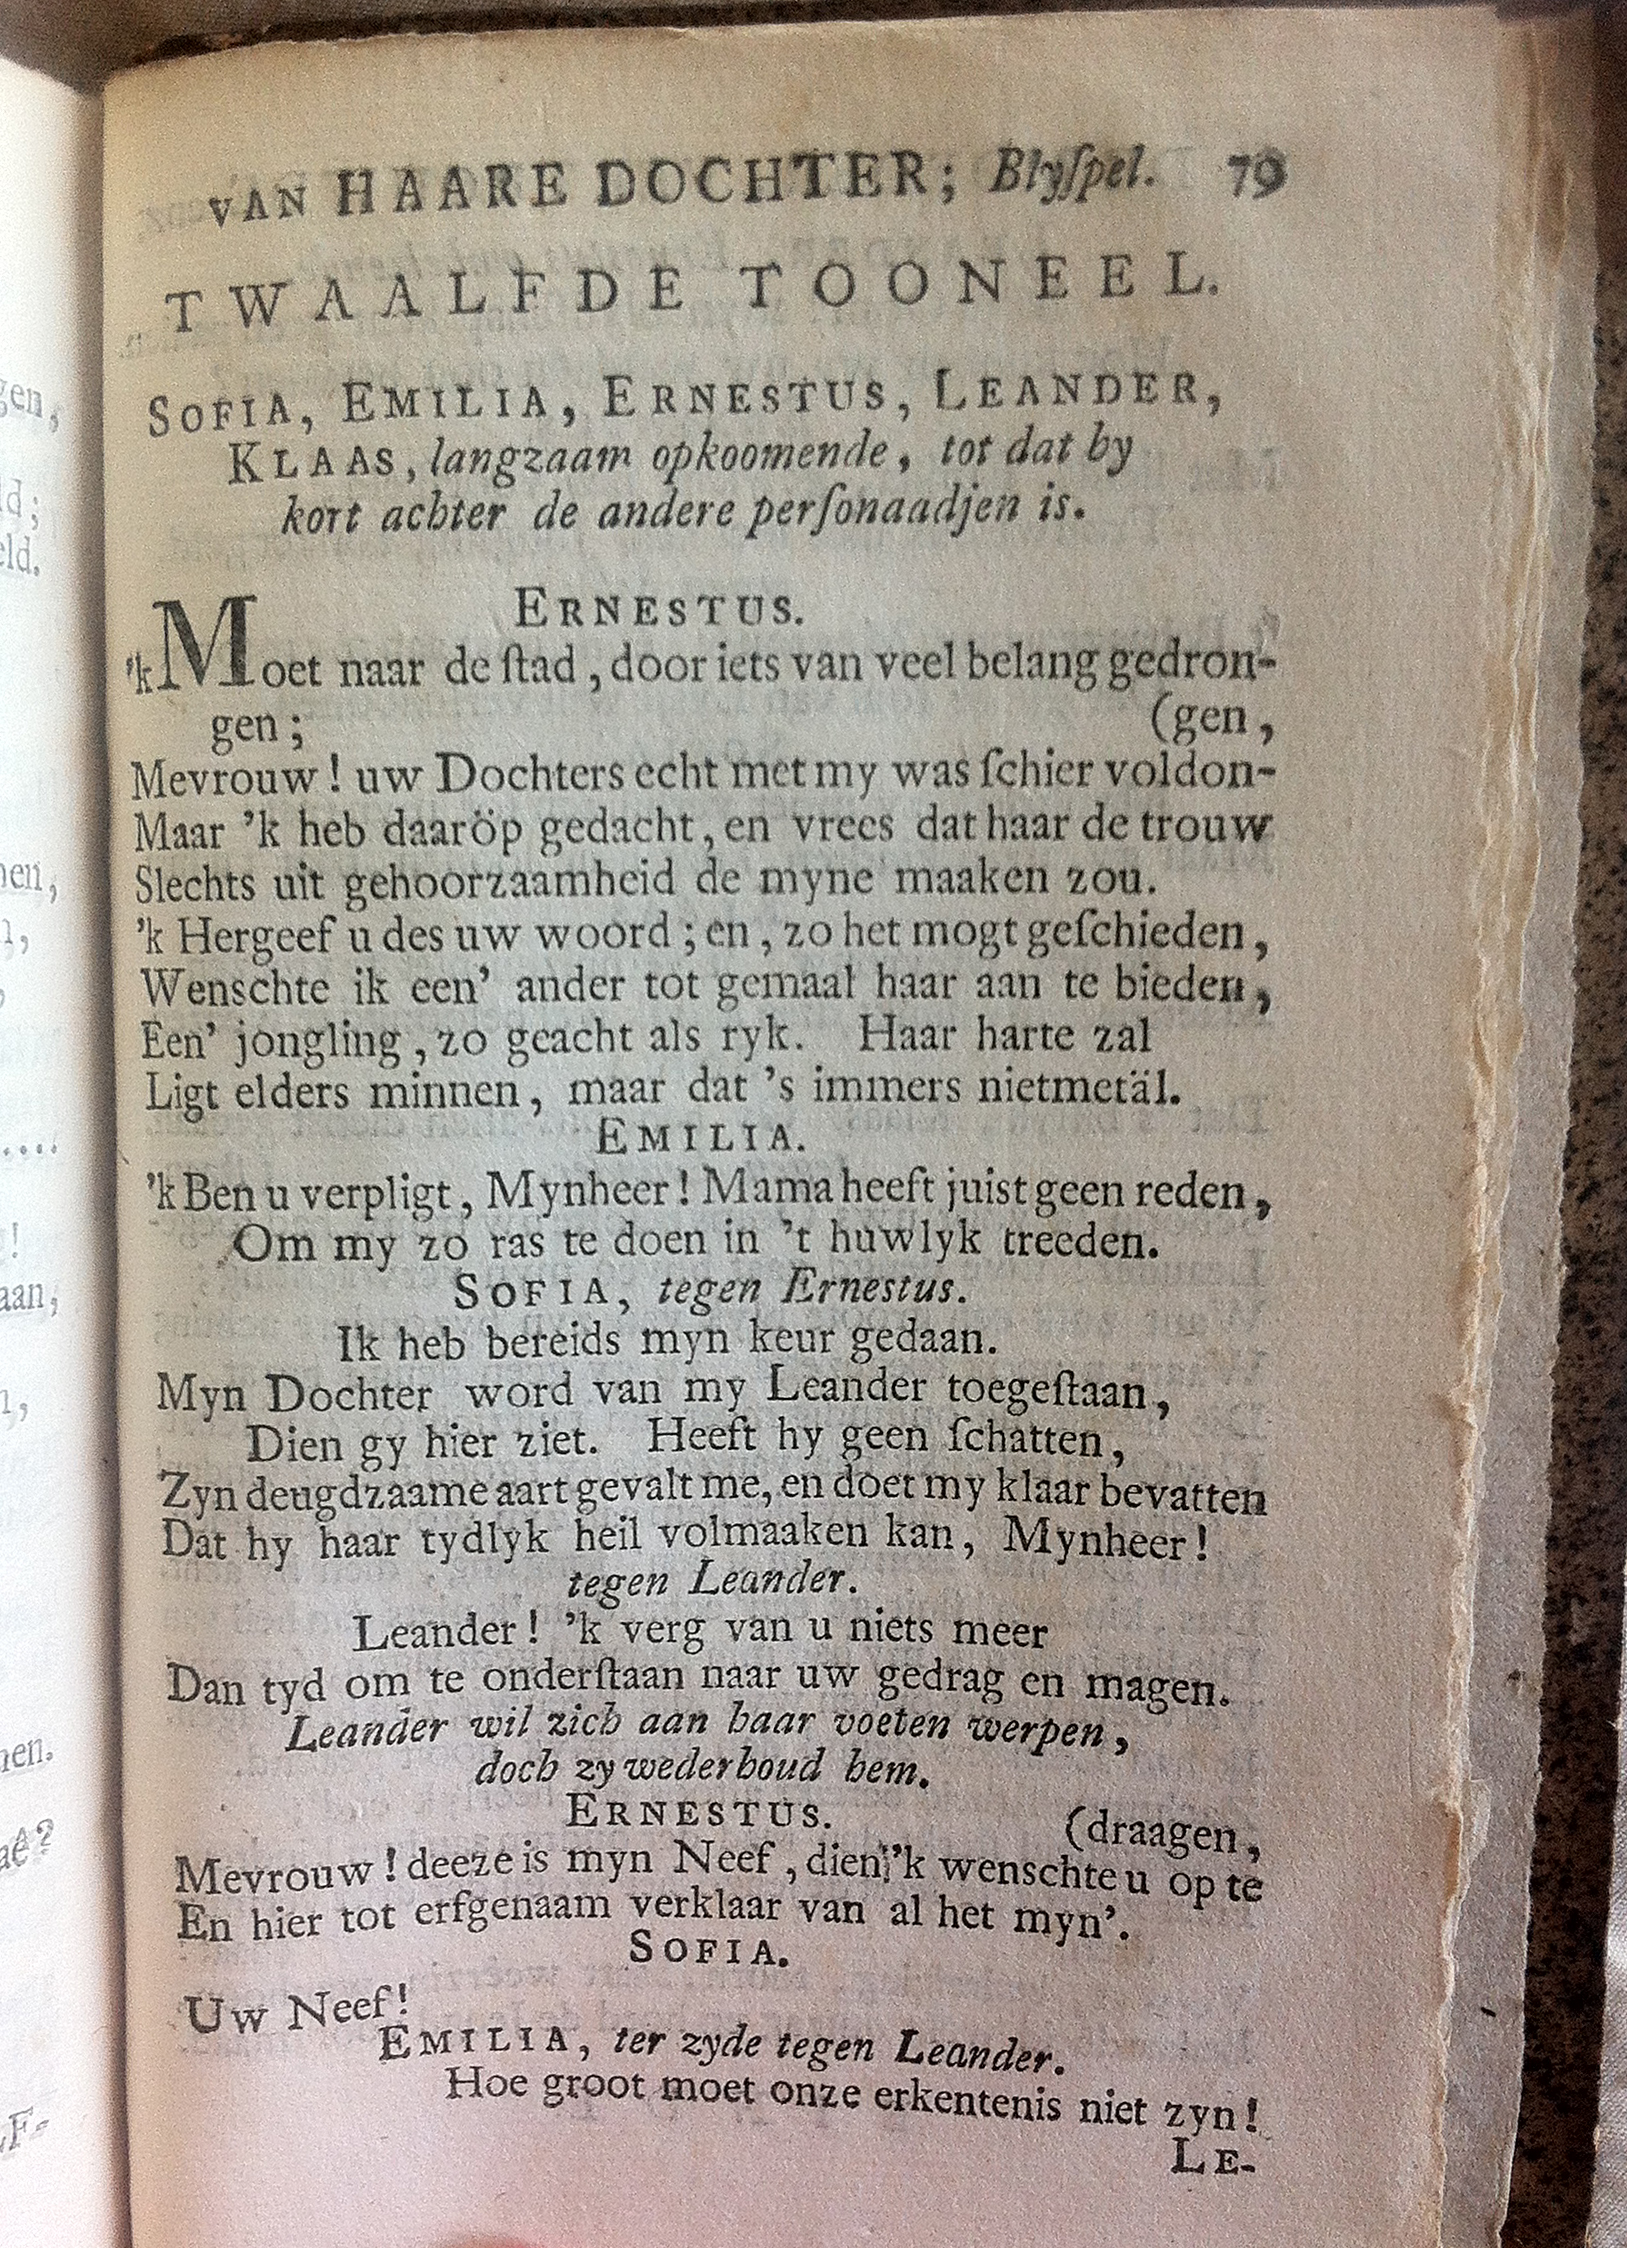 gen,
ld;
eld.
nen,
l,
,
....
!
aan,
n,
nen.
aê?
LF-
VAN HAARE DOCHTER; Blyſpel. 79
TWAALFDE TOONEEL.
SOFIA, EMILIA, ERNESTUS, LEANDER,
KLAAS, langzaam opkoomende, tot dat by
kort achter de andere perſonaadjen is.
ERNESTUS.
'k Moet naar de ſtad, door iets van veel belang gedron-
gen; (gen,
Mevrouw! uw Dochters echt met my was ſchier voldon-
Maar 'k heb daaröp gedacht, en vrees dat haar de trouw
Slechts uit gehoorzaamheid de myne maaken zou.
'k Hergeef u des uw woord; en, zo het mogt geſchieden,
Wenschte ik een' ander tot gemaal haar aan te bieden,
Een' jongling, zo geacht als ryk. Haar harte zal
Ligt elders minnen, maar dat 's immers nietmetäl.
EMILIA.
'k Ben u verpligt, Mynheer! Mama heeft juist geen reden,
Om my zo ras te doen in 't huwlyk treeden.
SOFIA, tegen Ernestus.
Ik heb bereids myn keur gedaan.
Myn Dochter word van my Leander toegeſtaan,
Dien gy hier ziet. Heeft hy geen ſchatten,
Zyn deugdzaame aart gevalt me, en doet my klaar bevatten
Dat hy haar tydlyk heil volmaaken kan, Mynheer!
tegen Leander.
Leander! 'k verg van u niets meer
Dan tyd om te onderſtaan naar uw gedrag en magen.
Leander wil zich aan haar voeten werpen,
doch zy wederhoud hem.
ERNESTUS. (draagen,
Mevrouw! deeze is myn Neef, dien 'k wenschte u op te
En hier tot erfgenaam verklaar van al het myn'.
SOFIA.
Uw Neef!
EMILIA, ter zyde tegen Leander.
Hoe groot moet onze erkentenis niet zyn!
LE-